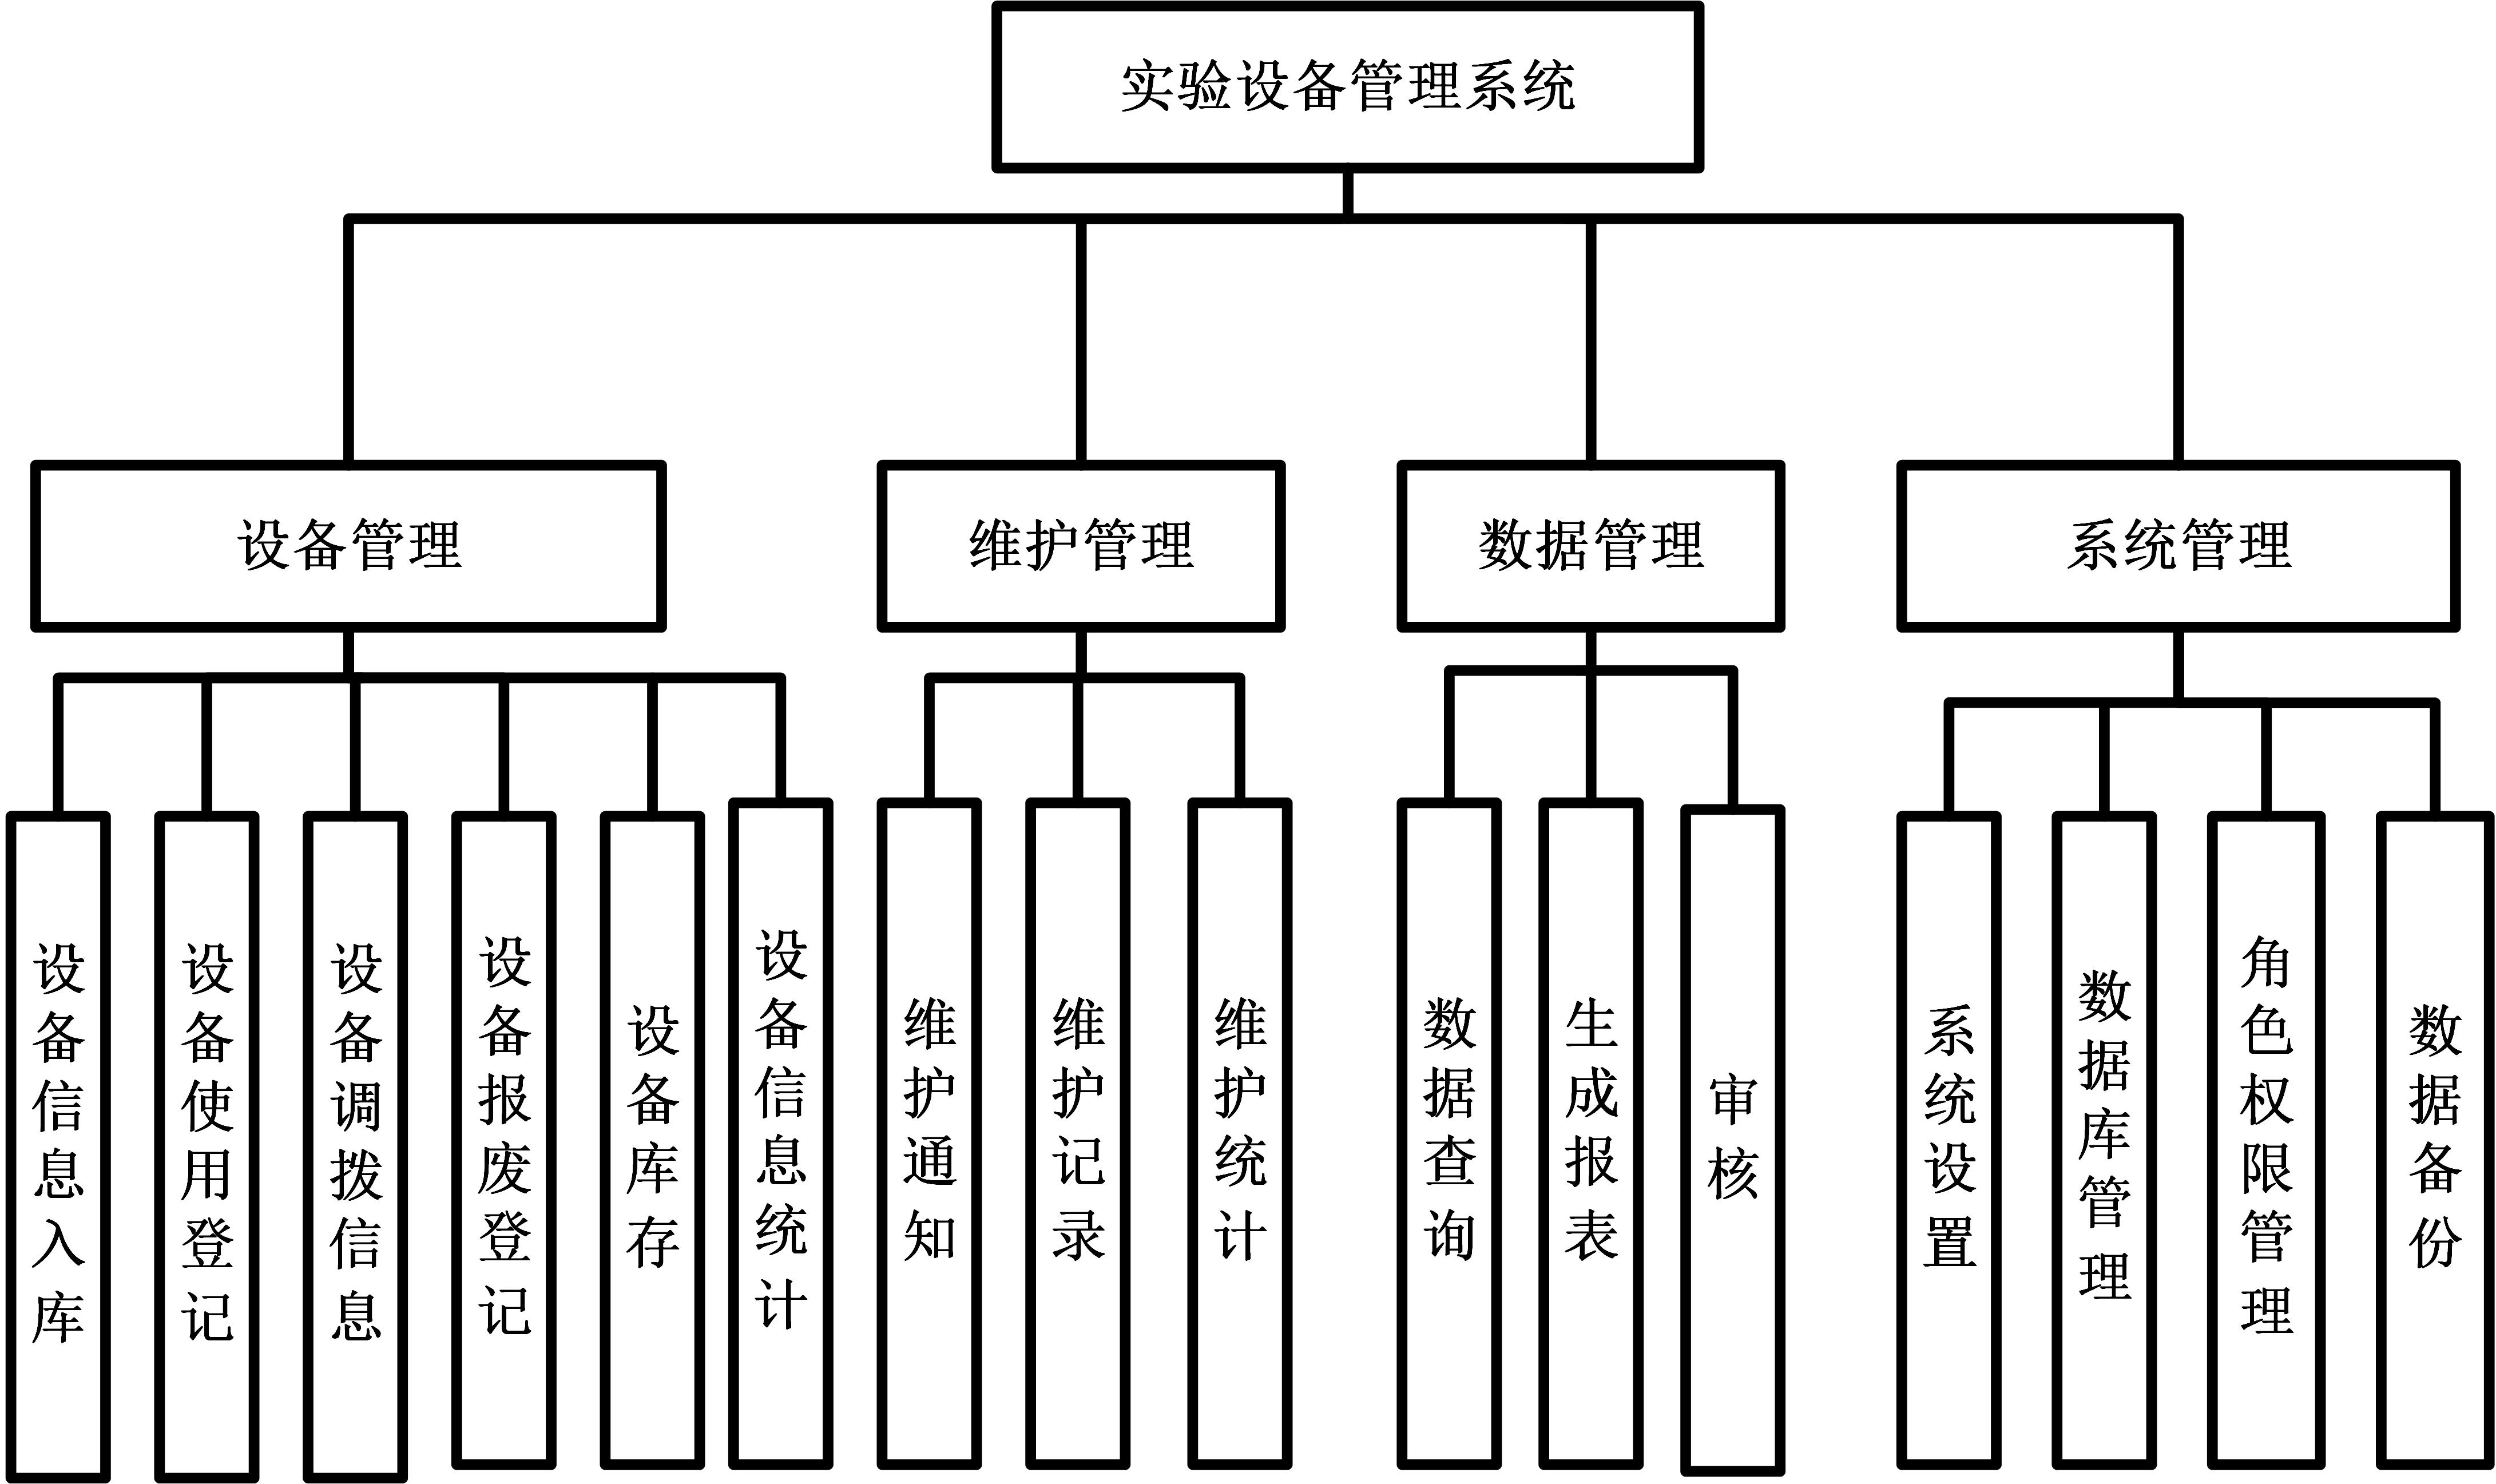 实验设备管理系统
设备管理
维护管理
数据管理
系统管理
设备信息入库
设备使用登记
设备调拨信息
设备报废登记
设备库存
设备信息统计
维护通知
维护记录
维护统计
数据查询
生成报表
审核
系统设置
数据库管理
角色权限管理
数据备份